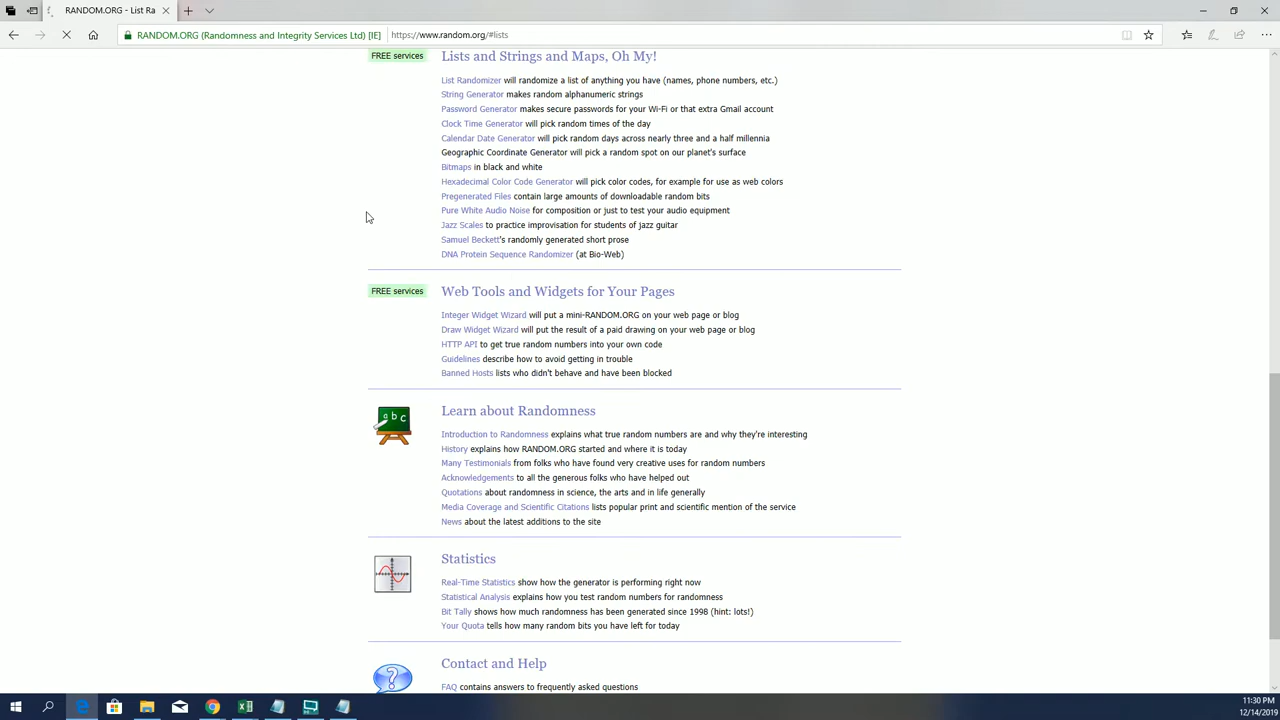 RANDOM.ORG - List Ra
RANDOM.ORG (Randomness and Integrity Services Ltd) [IE]
https://www.random.org/#lists
FREE services
Lists and Strings and Maps, Oh My!
List Randomizer will randomize a list of anything you have (names, phone numbers, etc.)
String Generator makes random alphanumeric strings
Password Generator makes secure passwords for your Wi-Fi or that extra Gmail account
Clock Time Generator will pick random times of the day
Calendar Date Generator will pick random days across nearly three and a half millennia
Geographic Coordinate Generator will pick a random spot on our planet's surface
Bitmaps in black and white
Hexadecimal Color Code Generator will pick color codes, for example for use as web colors
Pregenerated Files contain large amounts of downloadable random bits
Pure White Audio Noise for composition or just to test your audio equipment
Jazz Scales to practice improvisation for students of jazz guitar
Samuel Beckett's randomly generated short prose
DNA Protein Sequence Randomizer (at Bio-Web)
FREE services
Web Tools and Widgets for Your Pages
Integer Widget Wizard will put a mini-RANDOM.ORG on your web page or blog
Draw Widget Wizard will put the result of a paid drawing on your web page or blog
HTTP API to get true random numbers into your own code
Guidelines describe how to avoid getting in trouble
Banned Hosts lists who didn't behave and have been blocked
abc
Learn about Randomness
Introduction to Randomness explains what true random numbers are and why they're interesting
History explains how RANDOM.ORG started and where it is today
Many Testimonials from folks who have found very creative uses for random numbers
Acknowledgements to all the generous folks who have helped out
Quotations about randomness in science, the arts and in life generally
Media Coverage and Scientific Citations lists popular print and scientific mention of the service
News about the latest additions to the site
Statistics
Real-Time Statistics show how the generator is performing right now
Statistical Analysis explains how you test random numbers for randomness
Bit Tally shows how much randomness has been generated since 1998 (hint: lots!)
Your Quota tells how many random bits you have left for today
?
Contact and Help
FAQ contains answers to frequently asked questions
11:30 PM
12/14/2019